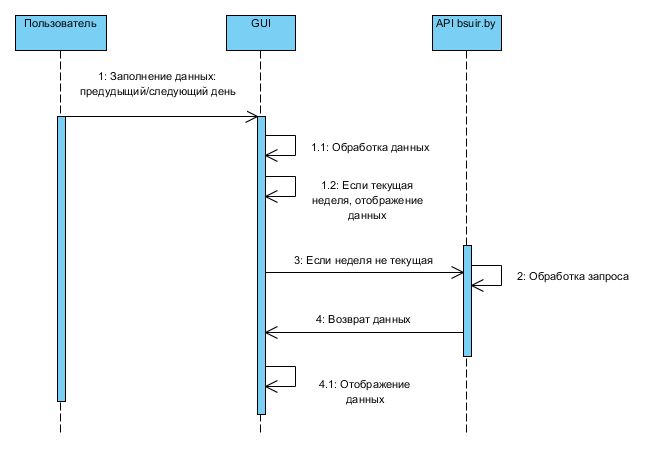 Пользователь
GUI
API bsuir.by
1: Заполнение данных:
предудыщий/следующий день
1.1: Обработка данных
1.2: Если текущая
неделя, отображение
данных
3: Если неделя не текущая
2: Обработка запроса
4: Возврат данных
4.1: Отображение
данных